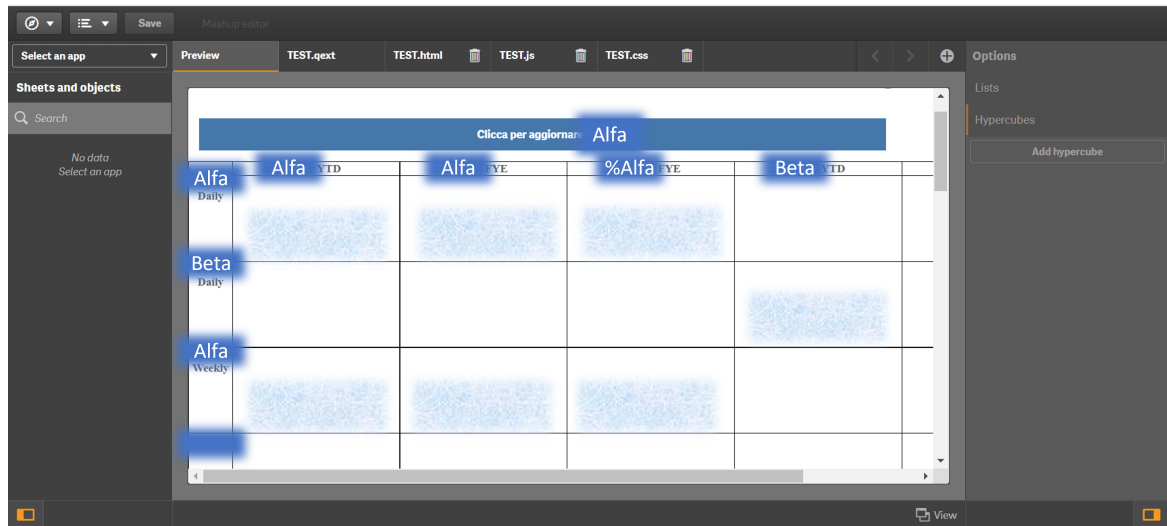 Save Mashup editor
Select an app Preview TEST.qext TEST.html TEST.js TEST.css Options
Sheets and objects
Lists
Search
Hypercubes
Clicca per aggiornare Alfa
Add hypercube
No data
Select an app
Alfa YTD Alfa FYE %Alfa FYE Beta YTD
Alfa
Daily
Beta
Daily
Alfa
Weekly
View